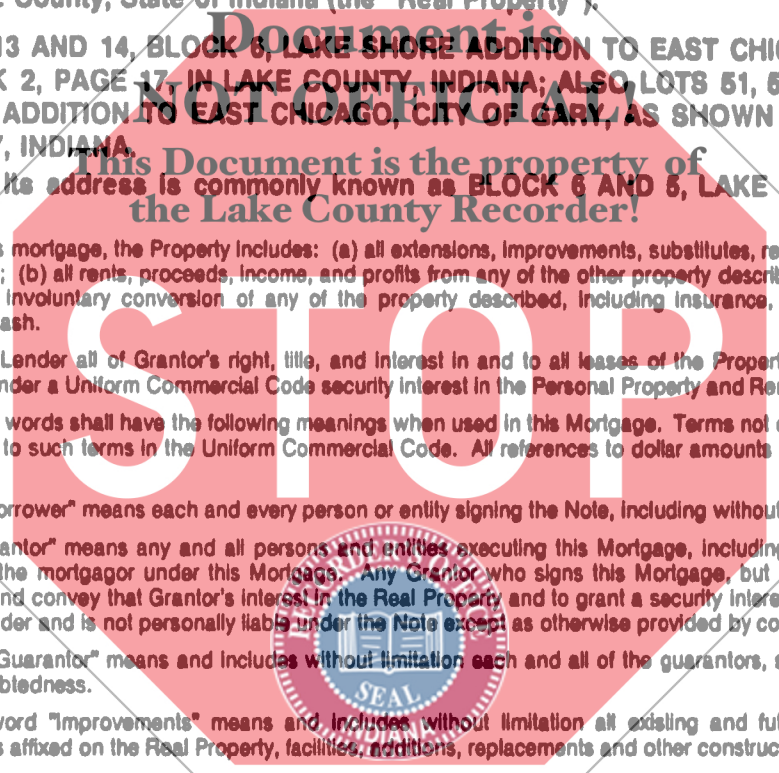 County, State of Indiana (the "Real Property"):
Document is
13 AND 14, BLOCK 6, LAKE SHORE ADDITION TO EAST CHIC
K 2, PAGE 17, IN LAKE COUNTY, INDIANA; ALSO LOTS 51, 5
NOT OFFICIAL!
ADDITION TO EAST CHICAGO, CITY OF GARY, AS SHOWN
, INDIANA.
This Document is the property of
Its address is commonly known as BLOCK 6 AND 5, LAKE
the Lake County Recorder!
mortgage, the Property includes: (a) all extensions, improvements, substitutes, re
; (b) all rents, proceeds, income, and profits from any of the other property describ
involuntary conversion of any of the property described, including insurance,
ash.
STOP
Lender all of Grantor's right, title, and interest in and to all leases of the Proper
nder a Uniform Commercial Code security interest in the Personal Property and Re
words shall have the following meanings when used in this Mortgage. Terms not
to such terms in the Uniform Commercial Code. All references to dollar amounts
orrower" means each and every person or entity signing the Note, including without
antor" means any and all persons and entities executing this Mortgage, including
the mortgagor under this Mortgage. Any Grantor who signs this Mortgage, but
nd convey that Grantor's interest in the Real Property and to grant a security intere
der and is not personally liable under the Note except as otherwise provided by co
Guarantor" means and includes without limitation each and all of the guarantors, s
btedness.
SEAL
INDIANA
word "Improvements" means and includes without limitation all existing and fut
s affixed on the Real Property, facilities, additions, replacements and other construc